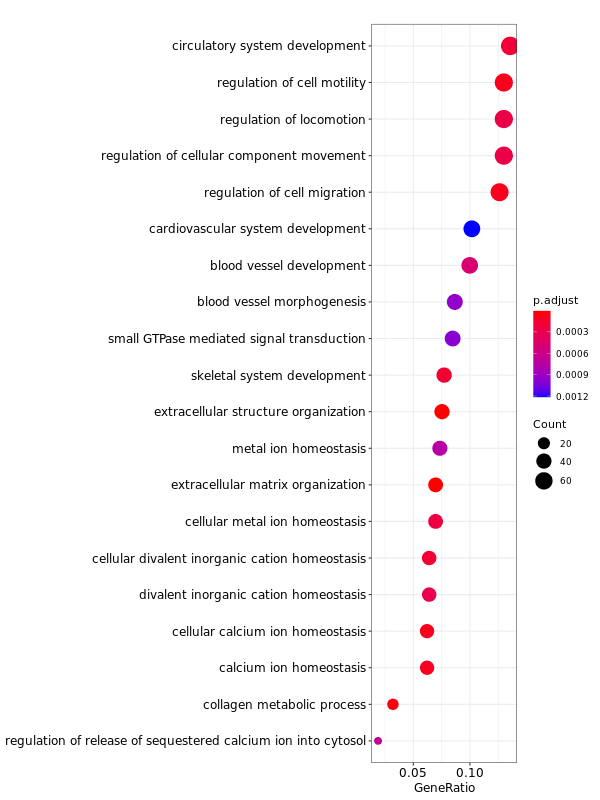 circulatory system development
regulation of cell motility
regulation of locomotion
regulation of cellular component movement
regulation of cell migration
cardiovascular system development
blood vessel development
blood vessel morphogenesis
small GTPase mediated signal transduction
skeletal system development
extracellular structure organization
metal ion homeostasis
extracellular matrix organization
cellular metal ion homeostasis
cellular divalent inorganic cation homeostasis
divalent inorganic cation homeostasis
cellular calcium ion homeostasis
calcium ion homeostasis
collagen metabolic process
regulation of release of sequestered calcium ion into cytosol
0.05 0.10
GeneRatio
p.adjust
0.0003
0.0006
0.0009
0.0012
Count
20
40
60